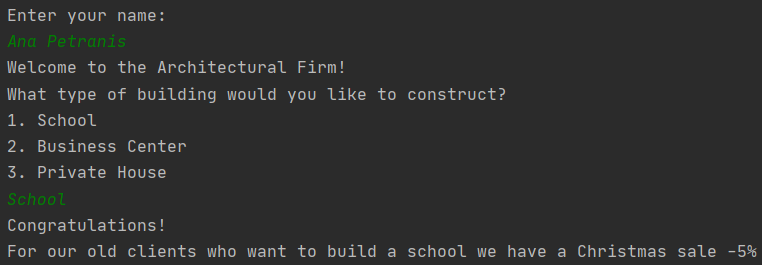 Enter your name:
Ana Petranis
Welcome to the Architectural Firm!
What type of building would you like to construct?
1. School
2. Business Center
3. Private House
School
Congratulations!
For our old clients who want to build a school we have a Christmas sale -5%